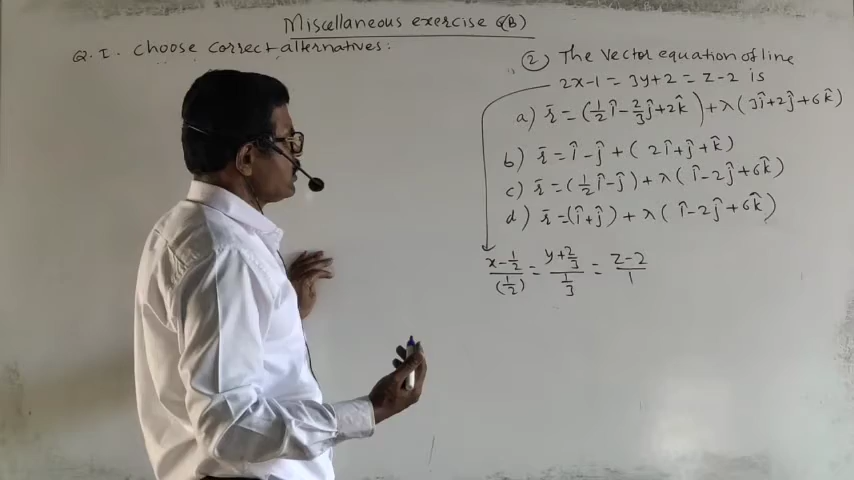 Miscellaneous exercise 6(B)
Q. I. Choose correct alternatives:
② The vector equation of line
2x-1 = 3y+2 = z-2 is
a) r̄ = (1/2 î - 2/3 ĵ + 2k̂) + λ(3î + 2ĵ + 6k̂)
b) r̄ = î - ĵ + (2î + ĵ + k̂)
c) r̄ = (1/2 î - ĵ) + λ(î - 2ĵ + 6k̂)
d) r̄ = (î + ĵ) + λ(î - 2ĵ + 6k̂)
(x - 1/2)/(1/2) = (y + 2/3)/(1/3) = (z-2)/1